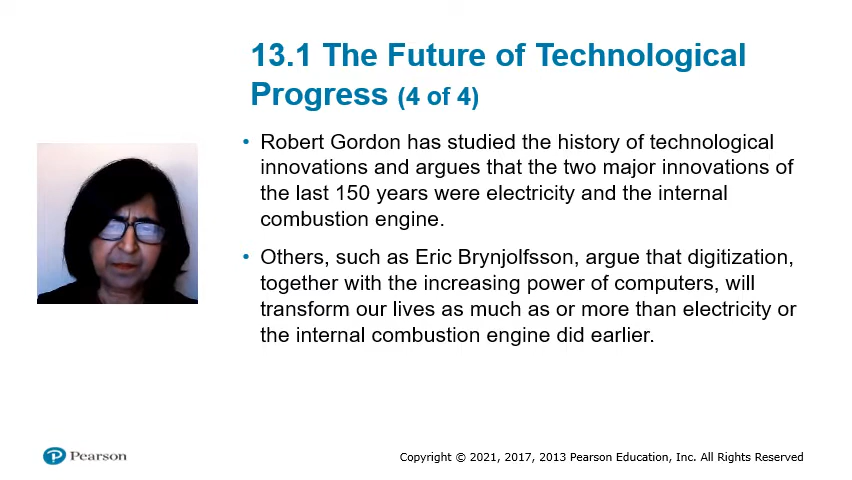 13.1 The Future of Technological
Progress (4 of 4)
• Robert Gordon has studied the history of technological
innovations and argues that the two major innovations of
the last 150 years were electricity and the internal
combustion engine.
• Others, such as Eric Brynjolfsson, argue that digitization,
together with the increasing power of computers, will
transform our lives as much as or more than electricity or
the internal combustion engine did earlier.
P Pearson
Copyright © 2021, 2017, 2013 Pearson Education, Inc. All Rights Reserved